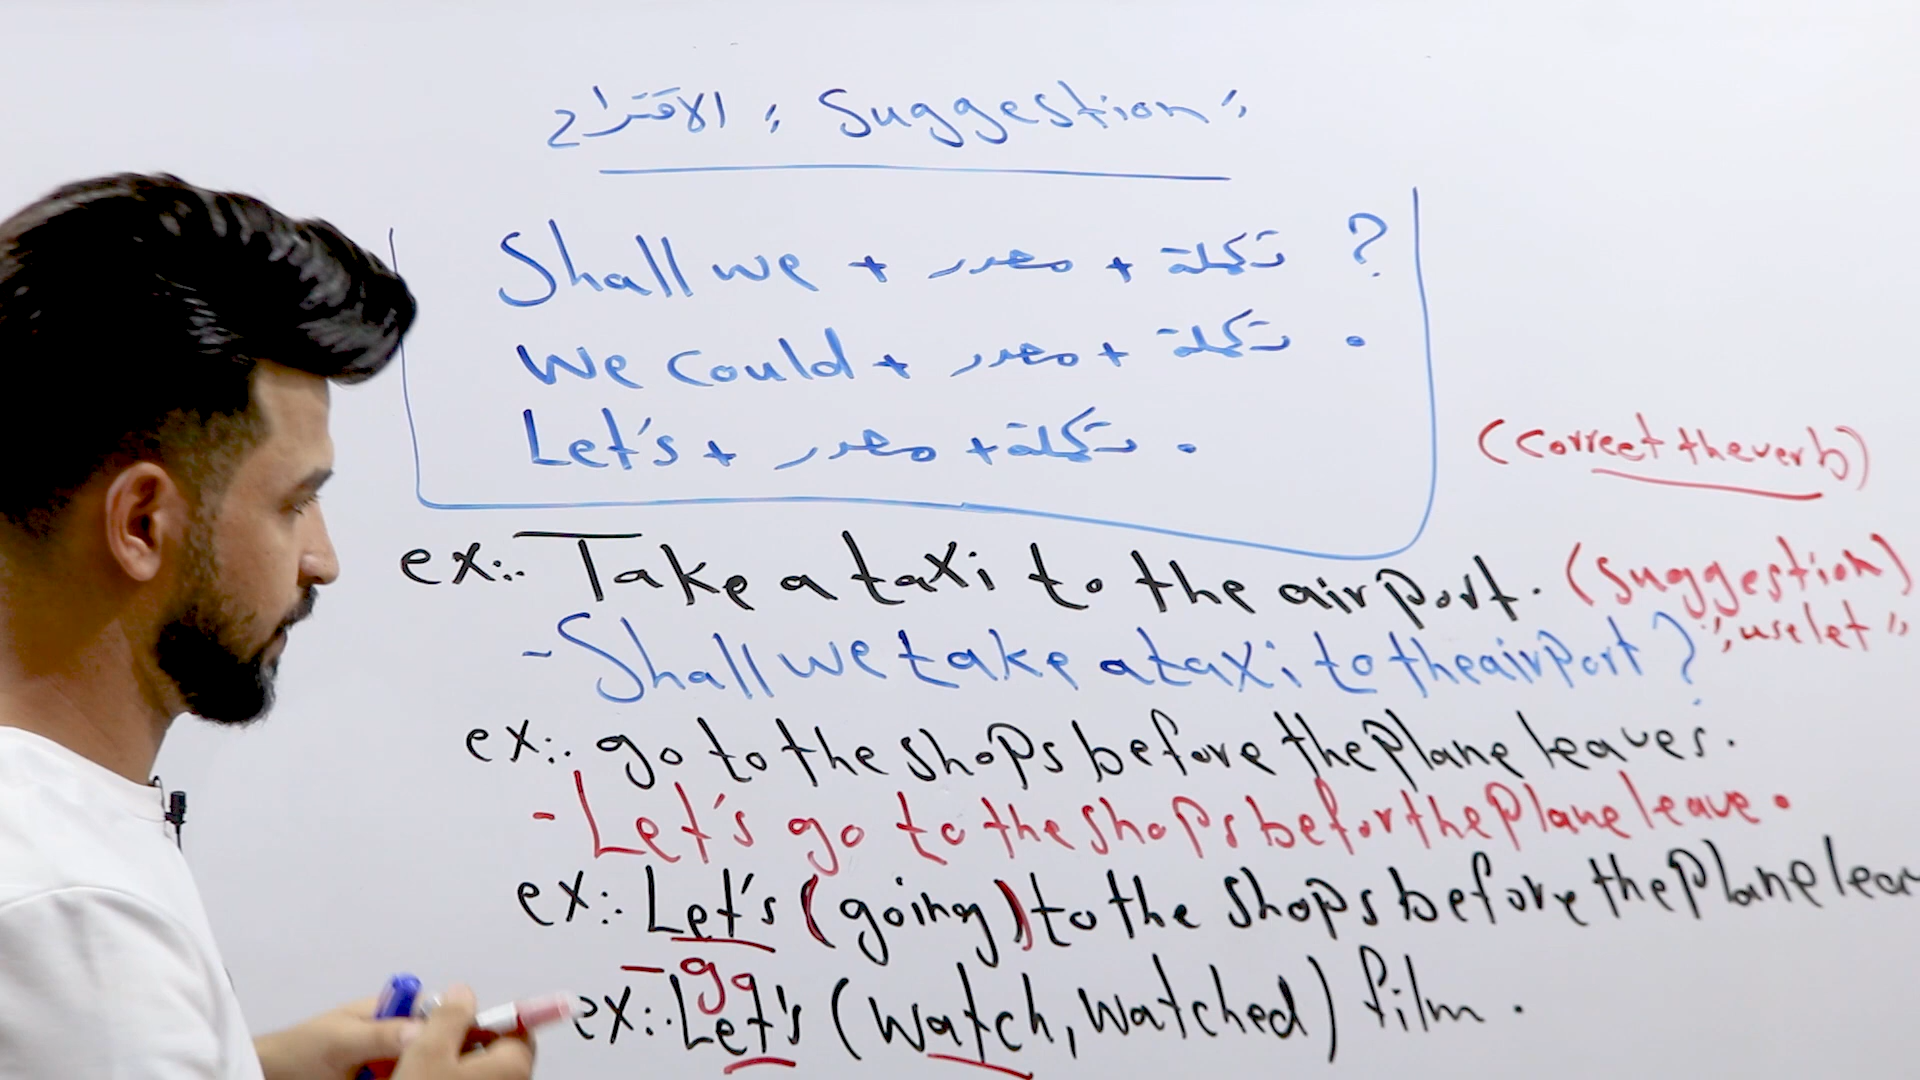 الاقتراح : Suggestion :
Shall we + مصدر + تكملة ?
We Could + مصدر + تكملة .
Let's + مصدر + تكملة .
(Correct the verb)
ex:. Take a taxi to the airport. (Suggestion)
"use let"
- Shall we take a taxi to the airport ?
ex:. go to the shops before the plane leaves.
- Let's go to the shops befor the plane leave.
ex:. Let's (going) to the shops before the plane
- go
ex:. Let's (watch, watched) film.